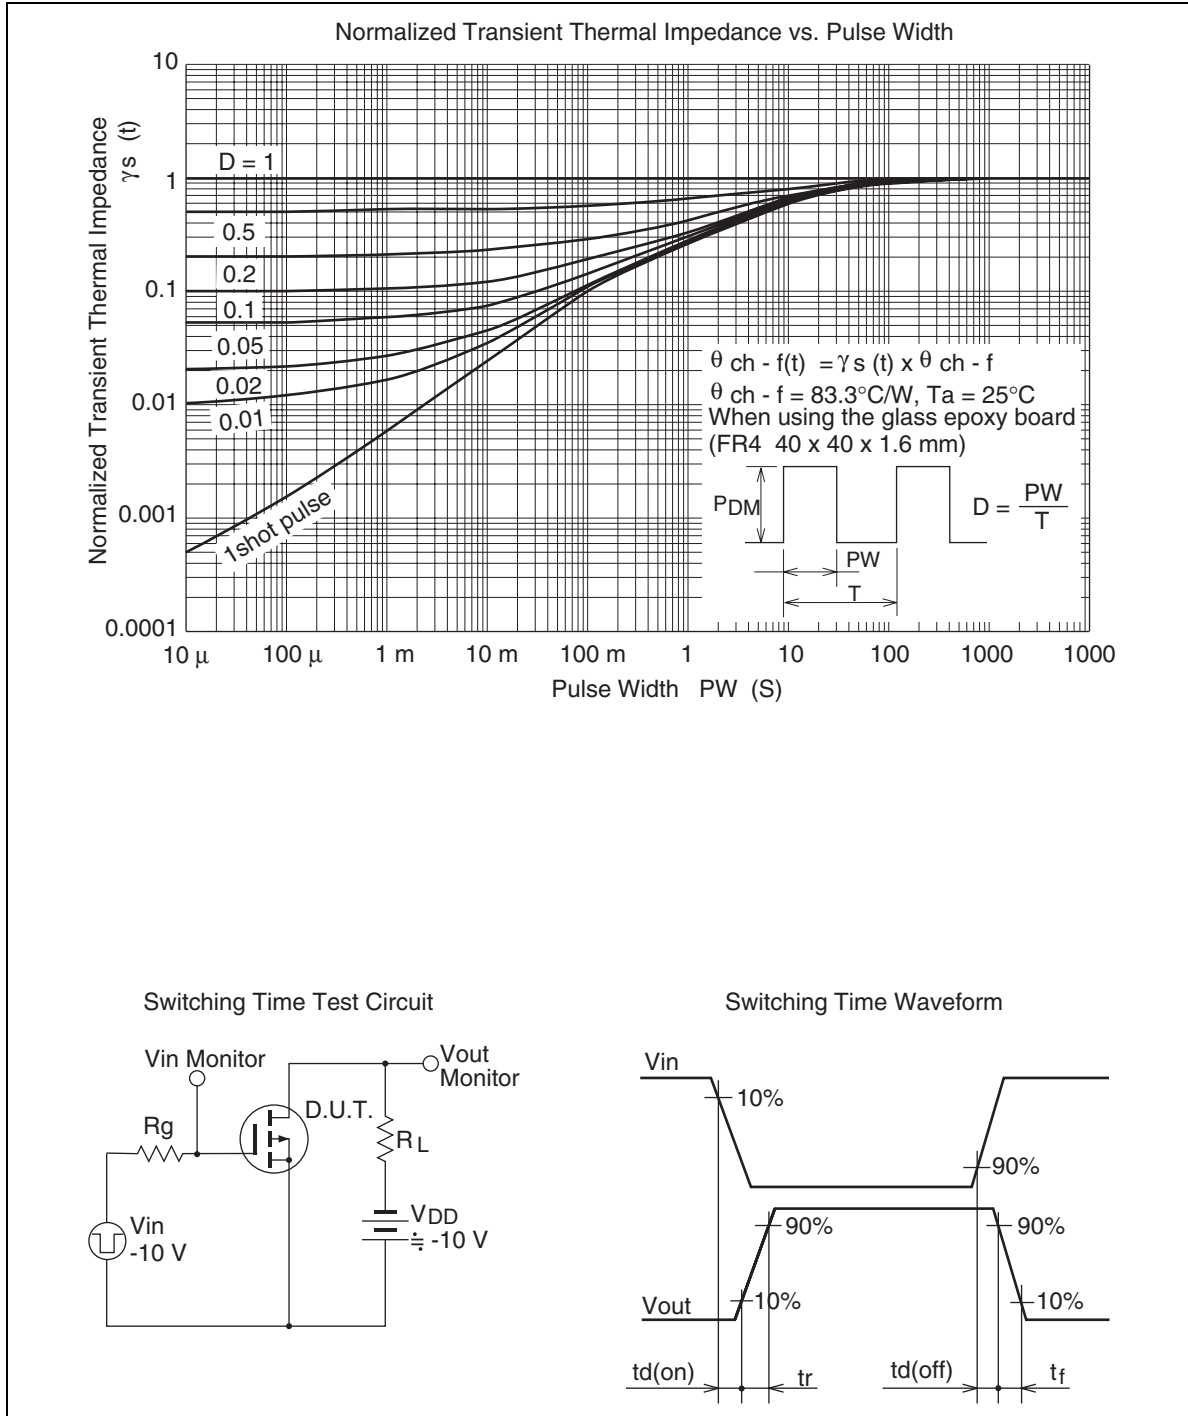 Normalized Transient Thermal Impedance vs. Pulse Width
Normalized Transient Thermal Impedance
γ s (t)
10
1
0.1
0.01
0.001
0.0001
D = 1
0.5
0.2
0.1
0.05
0.02
0.01
1shot pulse
θ ch - f(t) = γ s (t) x θ ch - f
θ ch - f = 83.3°C/W, Ta = 25°C
When using the glass epoxy board
(FR4 40 x 40 x 1.6 mm)
PDM
PW
T
D = PW/T
10 μ 100 μ 1 m 10 m 100 m 1 10 100 1000 1000
Pulse Width PW (S)
Switching Time Test Circuit
Vin Monitor
Vout
Monitor
Rg
D.U.T.
RL
Vin
-10 V
VDD
≒ -10 V
Switching Time Waveform
Vin
10%
90%
90%
90%
Vout
10%
10%
td(on)
tr
td(off)
tf